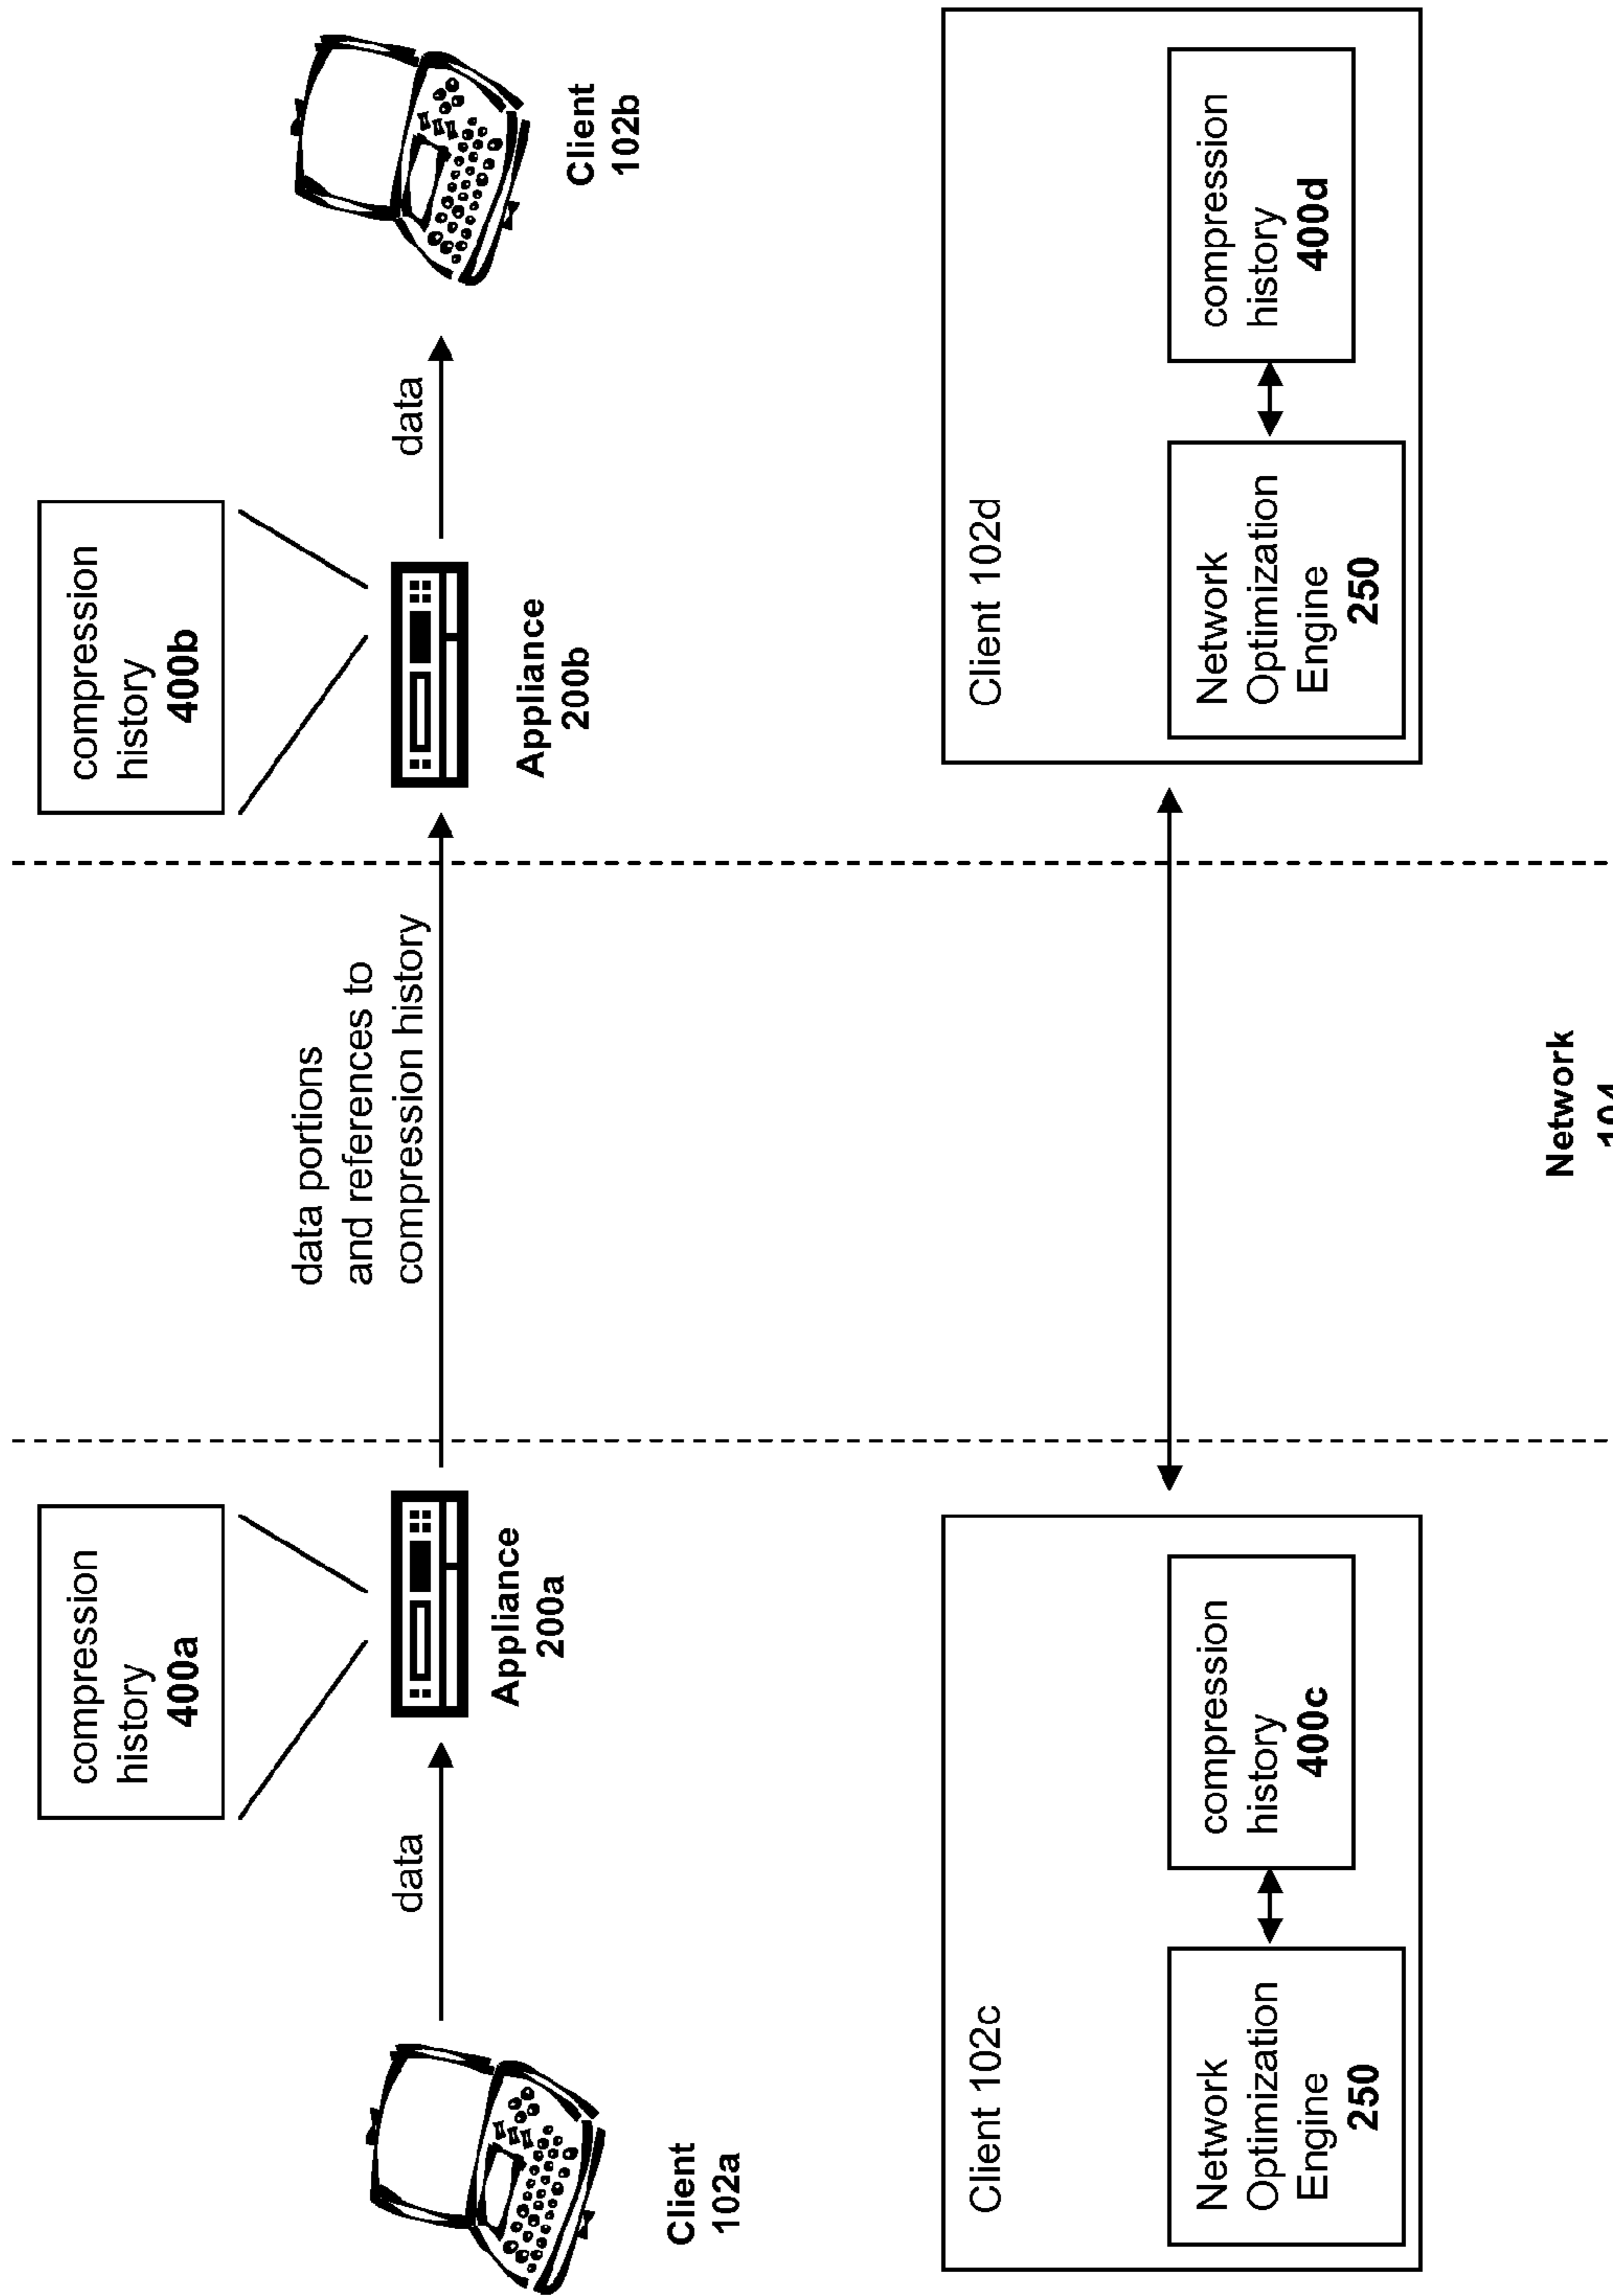 compression
history
400a
compression
history
400b
data portions
and references to
compression history
data
data
Client
102a
Appliance
200a
Appliance
200b
Client
102b
Client 102c
Network
Optimization
Engine
250
compression
history
400c
Client 102d
Network
Optimization
Engine
250
compression
history
400d
Network
104